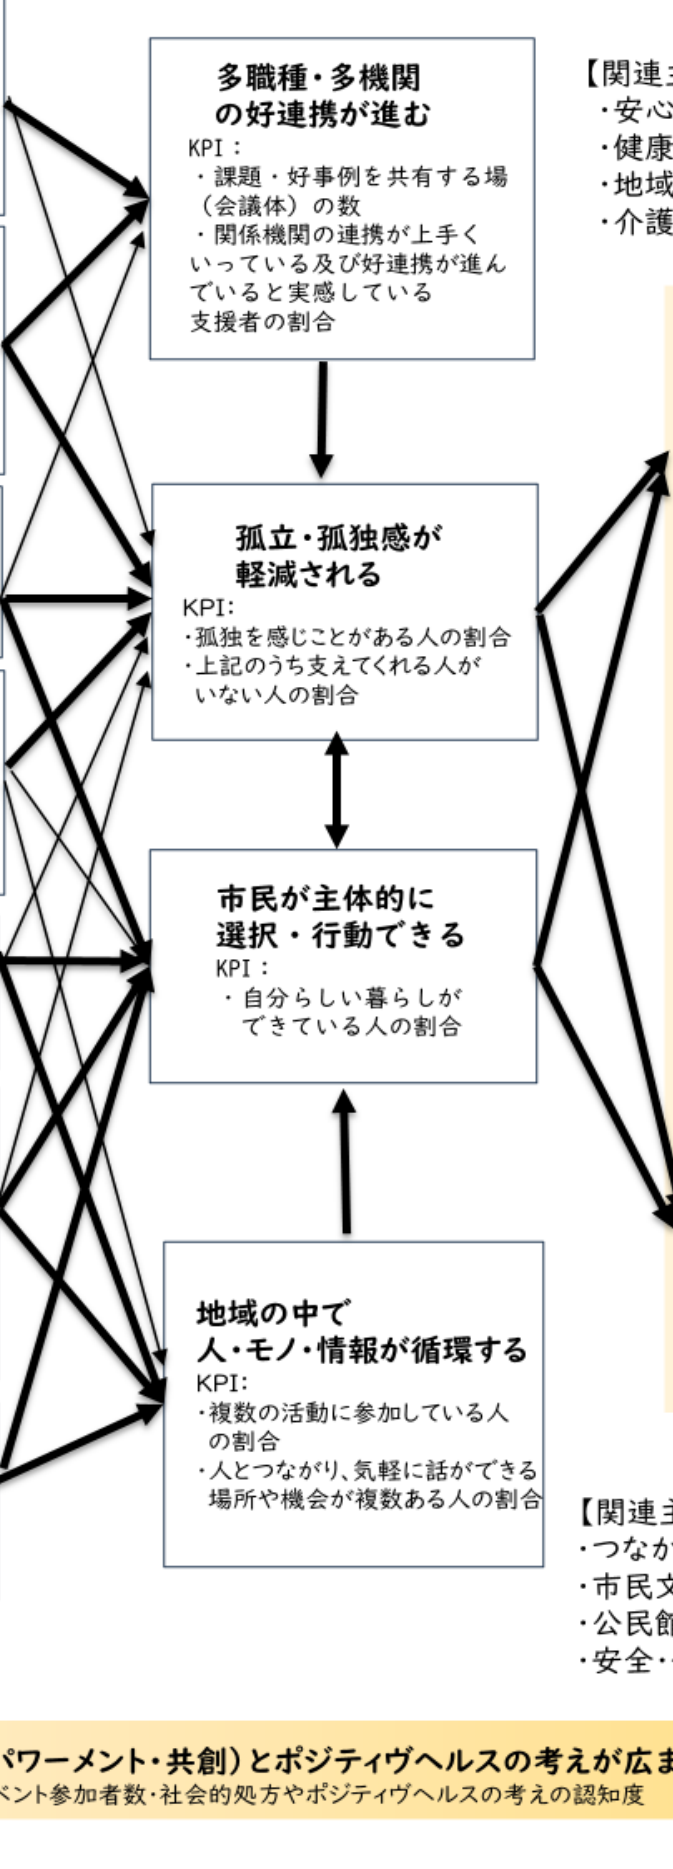 多職種・多機関
の好連携が進む
KPI：
・課題・好事例を共有する場
（会議体）の数
・関係機関の連携が上手く
いっている及び好連携が進ん
でいると実感している
支援者の割合
孤立・孤独感が
軽減される
KPI：
・孤独を感じことがある人の割合
・上記のうち支えてくれる人が
いない人の割合
市民が主体的に
選択・行動できる
KPI：
・自分らしい暮らしが
できている人の割合
地域の中で
人・モノ・情報が循環する
KPI：
・複数の活動に参加している人
の割合
・人とつながり、気軽に話ができる
場所や機会が複数ある人の割合
【関連
・安心
・健康
・地域
・介護
【関連
・つなが
・市民文
・公民館
・安全・
パワーメント・共創）とポジティヴヘルスの考えが広ま
ベント参加者数・社会的処方やポジティヴヘルスの考えの認知度